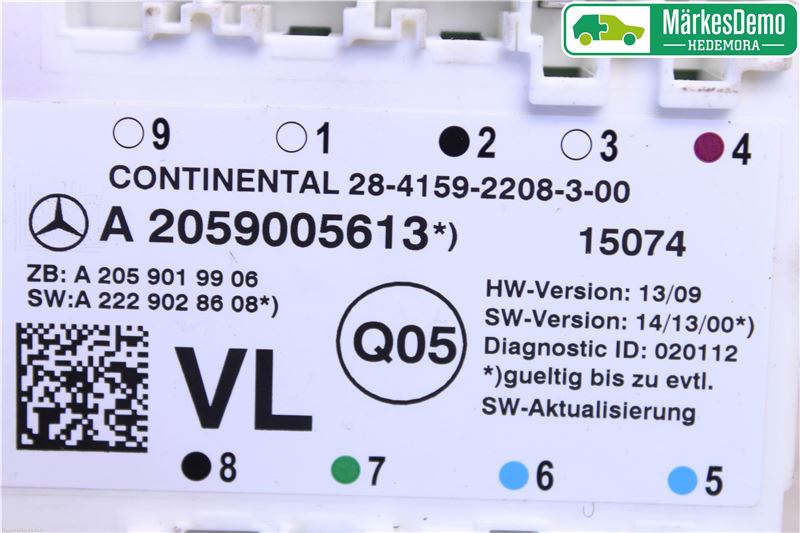 MärkesDemo
HEDEMORA
9 1 2 3 4
CONTINENTAL 28-4159-2208-3-00
A 2059005613*) 15074
ZB: A 205 901 99 06
SW:A 222 902 86 08*)
HW-Version: 13/09
SW-Version: 14/13/00*)
Diagnostic ID: 020112
*)gueltig bis zu evtl.
SW-Aktualisierung
Q05
VL
8 7 6 5